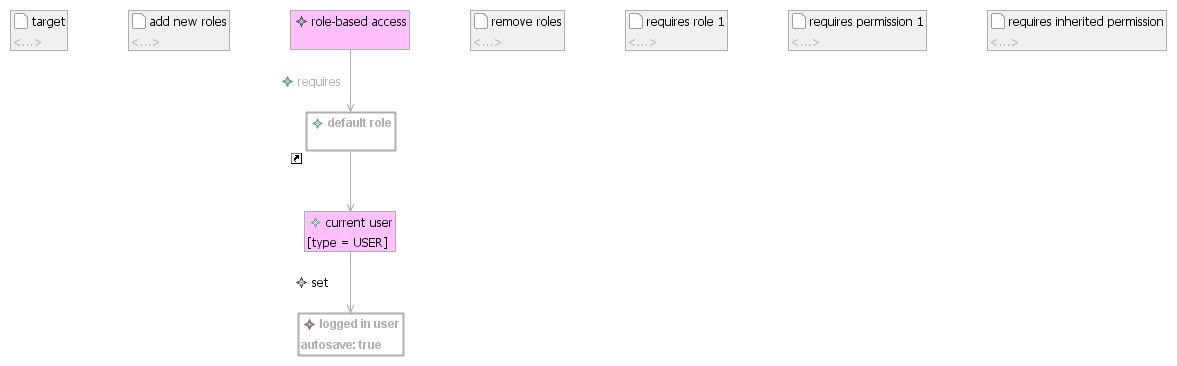 target
<...>
add new roles
<...>
role-based access
remove roles
<...>
requires role 1
<...>
requires permission 1
<...>
requires inherited permission
<...>
requires
default role
current user
[type = USER]
set
logged in user
autosave: true